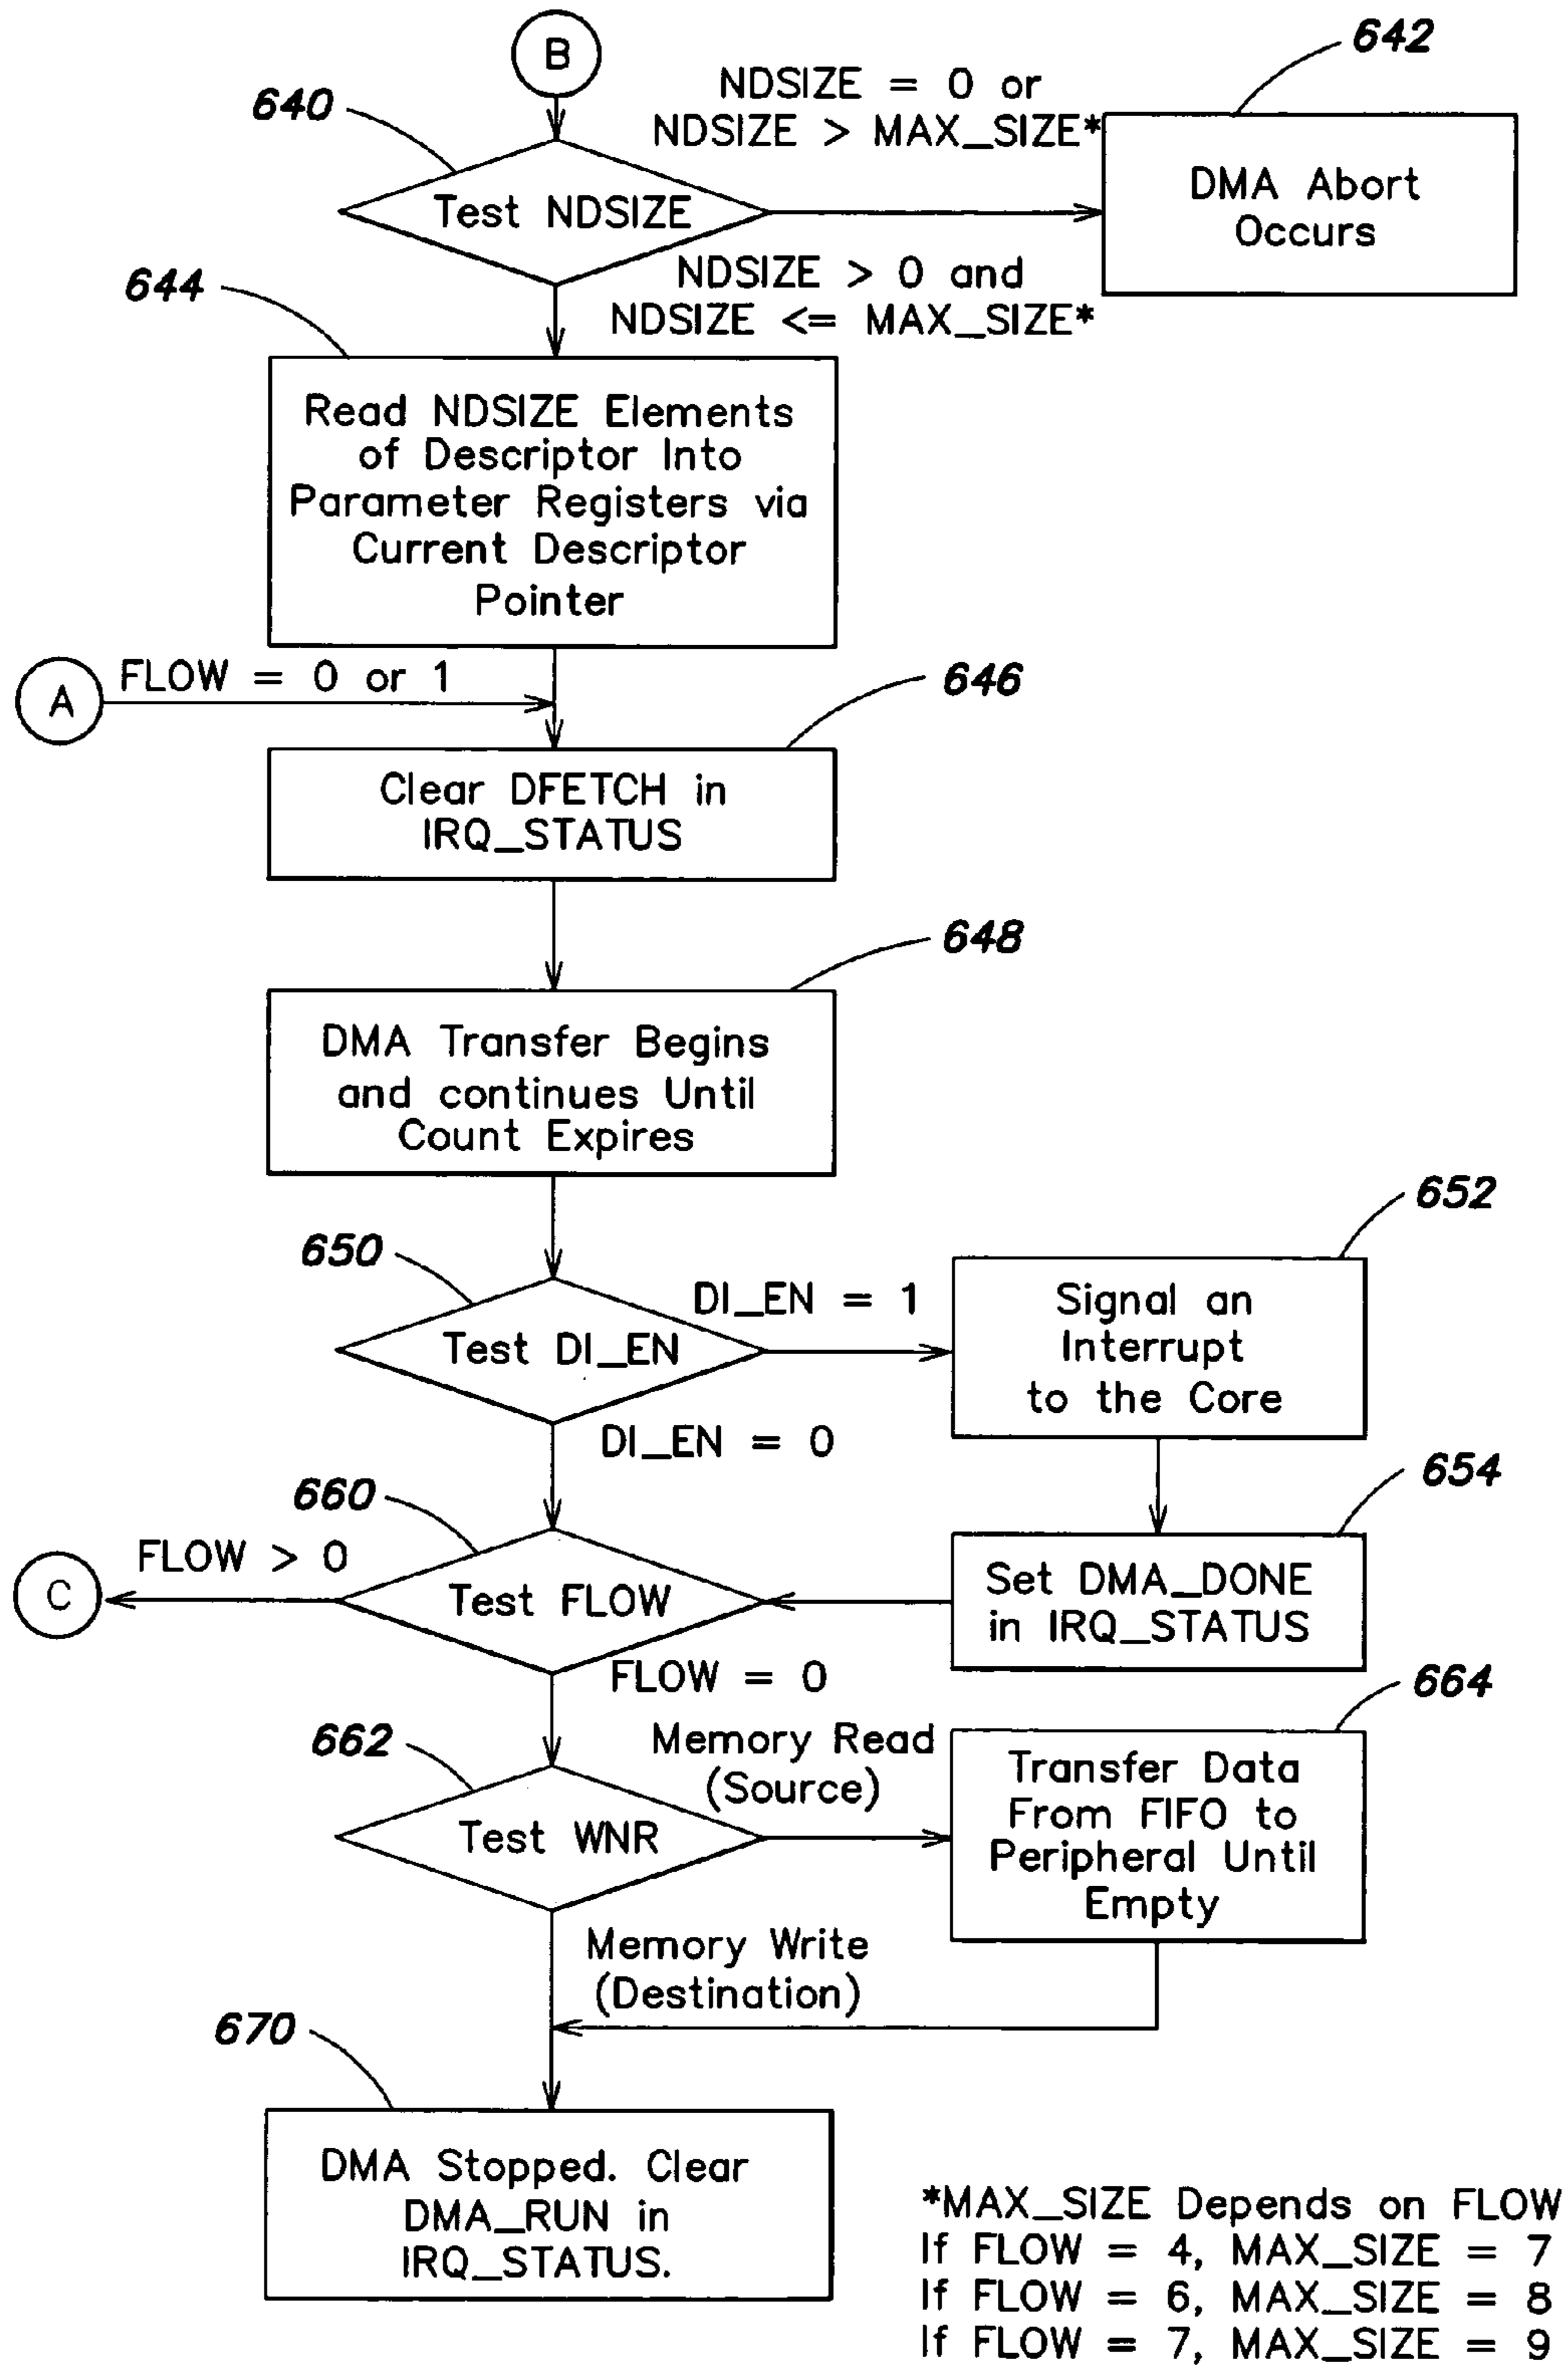 B
642
NDSIZE = 0 or
NDSIZE > MAX_SIZE*
640
DMA Abort
Occurs
Test NDSIZE
NDSIZE > 0 and
NDSIZE <= MAX_SIZE*
644
Read NDSIZE Elements
of Descriptor Into
Parameter Registers via
Current Descriptor
Pointer
A
FLOW = 0 or 1
646
Clear DFETCH in
IRQ_STATUS
648
DMA Transfer Begins
and continues Until
Count Expires
652
650
DI_EN = 1
Signal an
Interrupt
to the Core
Test DI_EN
DI_EN = 0
654
660
FLOW > 0
C
Test FLOW
Set DMA_DONE
in IRQ_STATUS
FLOW = 0
664
662
Memory Read
(Source)
Transfer Data
From FIFO to
Peripheral Until
Empty
Test WNR
Memory Write
(Destination)
670
DMA Stopped. Clear
DMA_RUN in
IRQ_STATUS.
*MAX_SIZE Depends on FLOW
If FLOW = 4, MAX_SIZE = 7
If FLOW = 6, MAX_SIZE = 8
If FLOW = 7, MAX_SIZE = 9